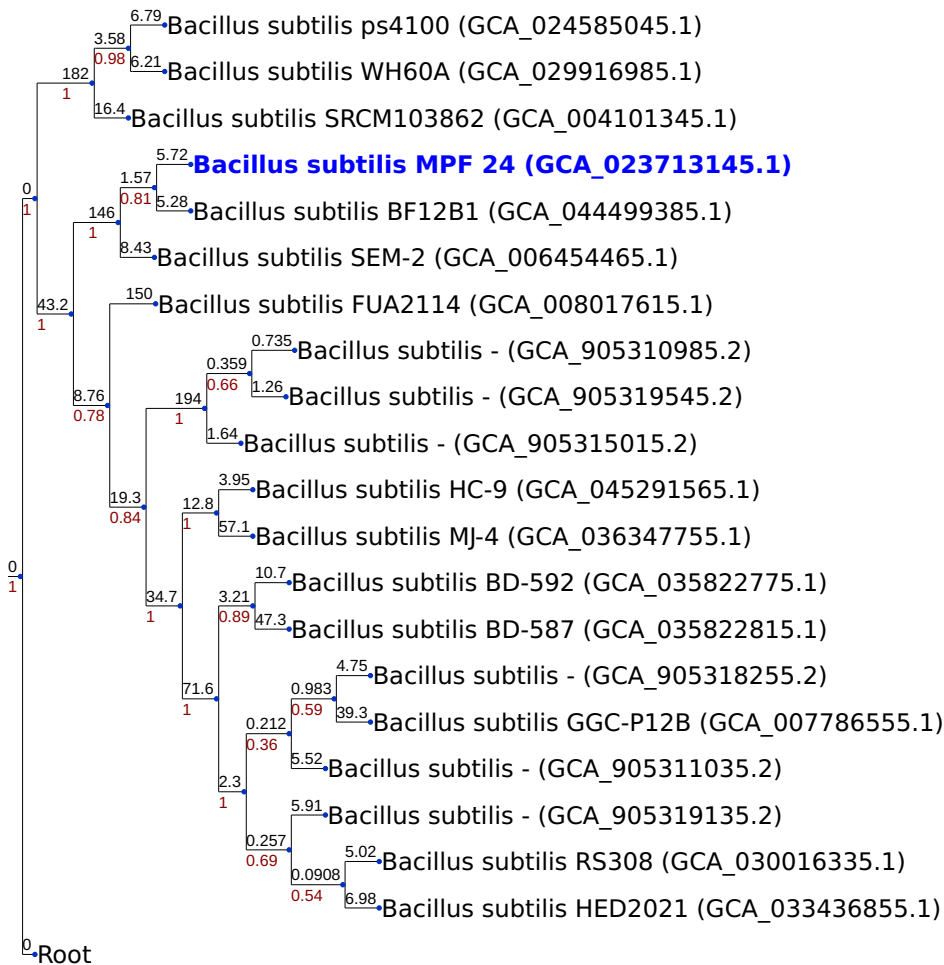 6.79 Bacillus subtilis ps4100 (GCA_024585045.1)
3.58
0.98
6.21 Bacillus subtilis WH60A (GCA_029916985.1)
182
1
16.4 Bacillus subtilis SRCM103862 (GCA_004101345.1)
5.72 Bacillus subtilis MPF 24 (GCA_023713145.1)
1.57
0.81
0
1
5.28 Bacillus subtilis BF12B1 (GCA_044499385.1)
146
1
8.43 Bacillus subtilis SEM-2 (GCA_006454465.1)
43.2
1
150 Bacillus subtilis FUA2114 (GCA_008017615.1)
0.735 Bacillus subtilis - (GCA_905310985.2)
0.359
0.66
1.26 Bacillus subtilis - (GCA_905319545.2)
8.76
0.78
194
1
1.64 Bacillus subtilis - (GCA_905315015.2)
3.95 Bacillus subtilis HC-9 (GCA_045291565.1)
19.3
0.84
12.8
1
57.1 Bacillus subtilis MJ-4 (GCA_036347755.1)
0
1
10.7 Bacillus subtilis BD-592 (GCA_035822775.1)
34.7
1
3.21
0.89
47.3 Bacillus subtilis BD-587 (GCA_035822815.1)
4.75 Bacillus subtilis - (GCA_905318255.2)
71.6
1
0.983
0.59
39.3 Bacillus subtilis GGC-P12B (GCA_007786555.1)
0.212
0.36
5.52 Bacillus subtilis - (GCA_905311035.2)
2.3
1
5.91 Bacillus subtilis - (GCA_905319135.2)
0.257
0.69
5.02 Bacillus subtilis RS308 (GCA_030016335.1)
0.0908
0.54
6.98 Bacillus subtilis HED2021 (GCA_033436855.1)
0 Root